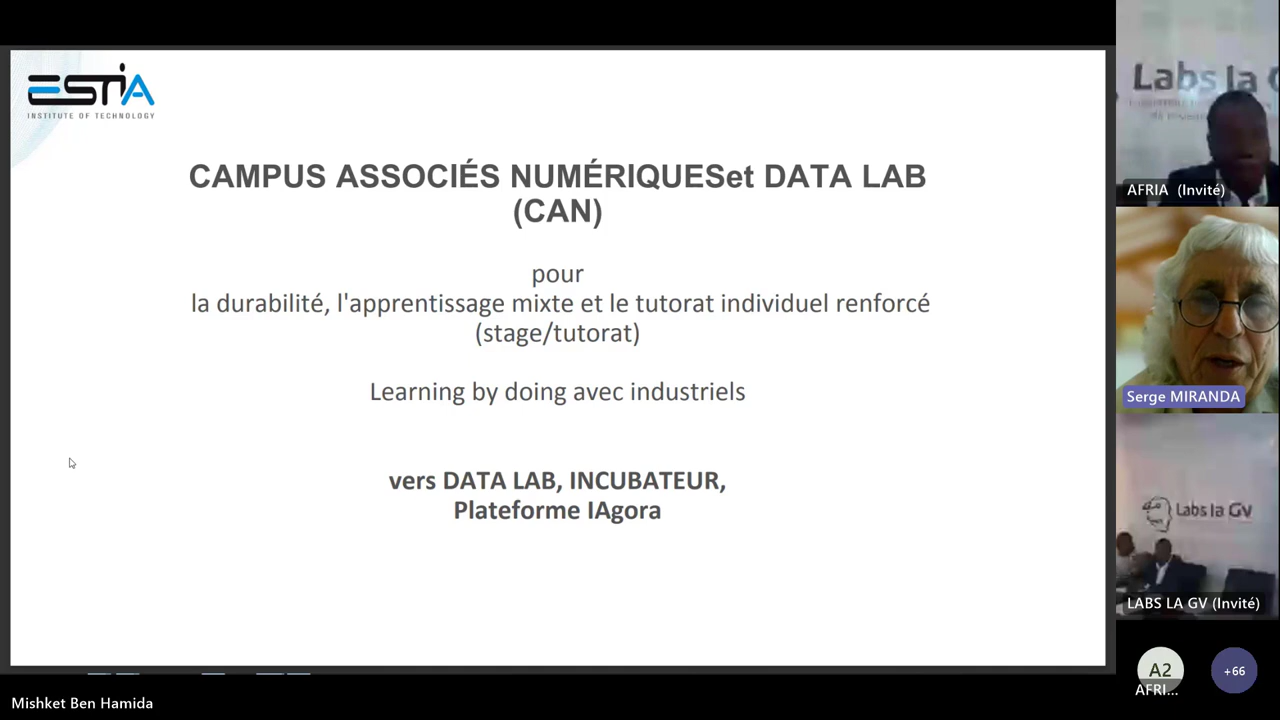 ESTIA
INSTITUTE OF TECHNOLOGY
CAMPUS ASSOCIÉS NUMÉRIQUESet DATA LAB
(CAN)
pour
la durabilité, l'apprentissage mixte et le tutorat individuel renforcé
(stage/tutorat)
Learning by doing avec industriels
vers DATA LAB, INCUBATEUR,
Plateforme IAgora
Labs la G
AFRIA (Invité)
Serge MIRANDA
Labs la GV
LABS LA GV (Invité)
A2
AFRI...
+66
Mishket Ben Hamida